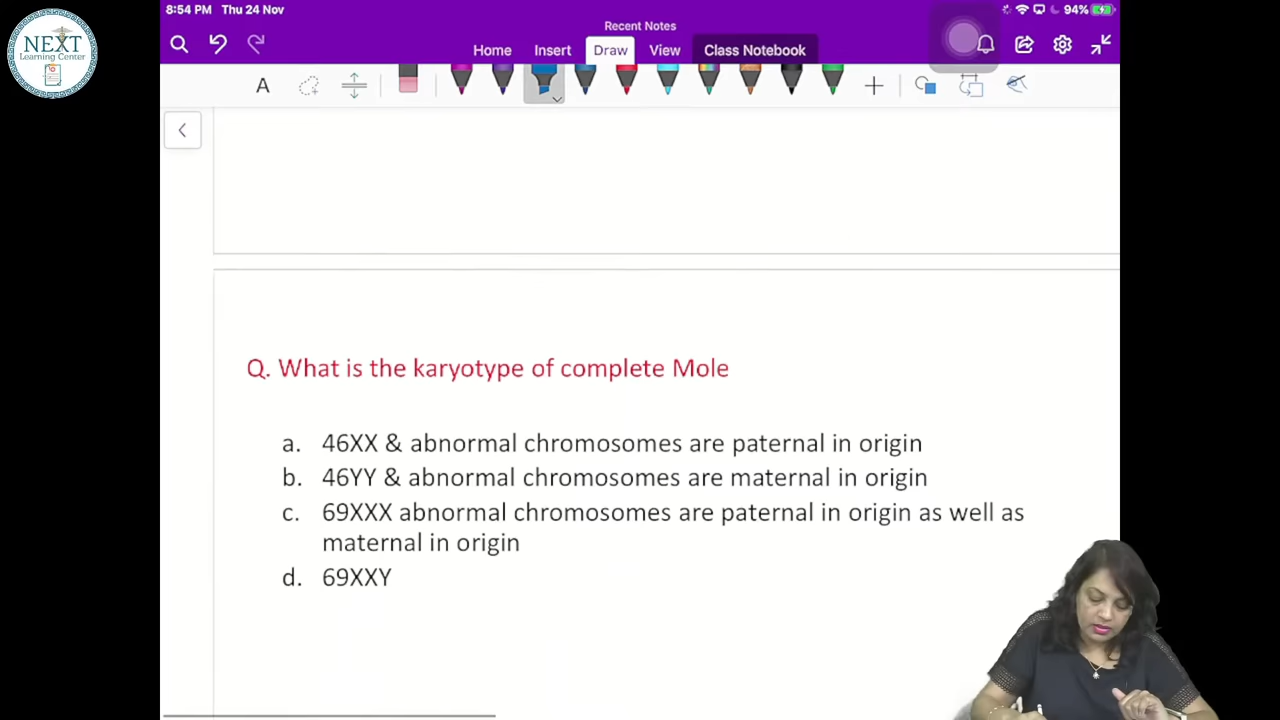 8:54 PM Thu 24 Nov
94%
Recent Notes
Home Insert Draw View Class Notebook
NEXT
Learning Center
A
Q. What is the karyotype of complete Mole
a. 46XX & abnormal chromosomes are paternal in origin
b. 46YY & abnormal chromosomes are maternal in origin
c. 69XXX abnormal chromosomes are paternal in origin as well as
maternal in origin
d. 69XXY